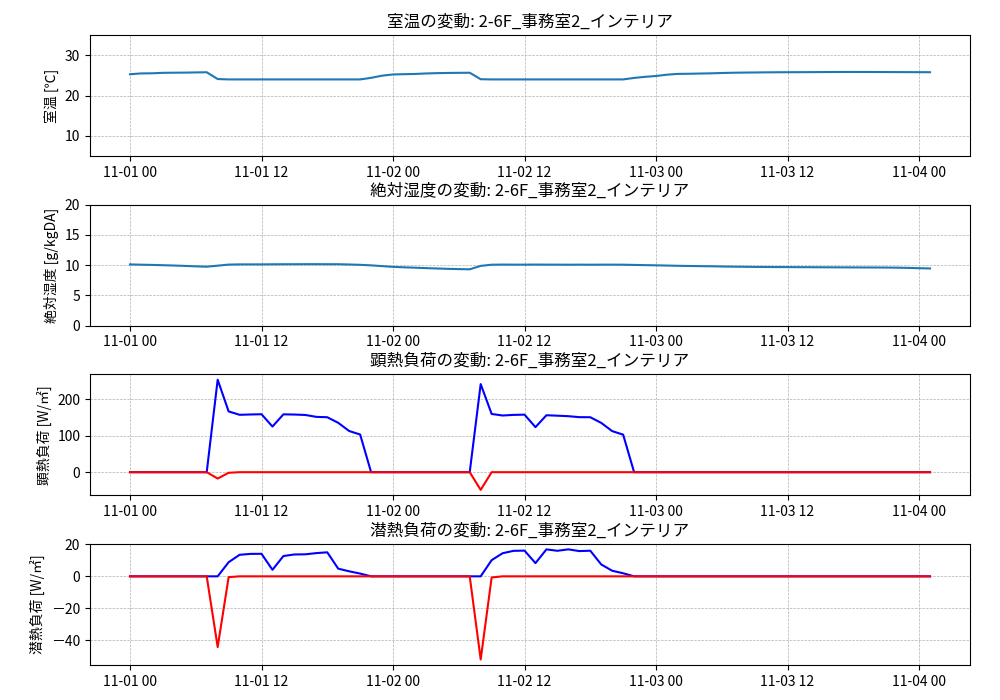 室温の変動: 2-6F_事務室2_インテリア
室温 [℃]
30
20
10
11-01 00 11-01 12 11-02 00 11-02 12 11-03 00 11-03 12 11-04 00
絶対湿度の変動: 2-6F_事務室2_インテリア
絶対湿度 [g/kgDA]
20
15
10
5
0
11-01 00 11-01 12 11-02 00 11-02 12 11-03 00 11-03 12 11-04 00
顕熱負荷の変動: 2-6F_事務室2_インテリア
顕熱負荷 [W/㎡]
200
100
0
11-01 00 11-01 12 11-02 00 11-02 12 11-03 00 11-03 12 11-04 00
潜熱負荷の変動: 2-6F_事務室2_インテリア
潜熱負荷 [W/㎡]
20
0
−20
−40
11-01 00 11-01 12 11-02 00 11-02 12 11-03 00 11-03 12 11-04 00